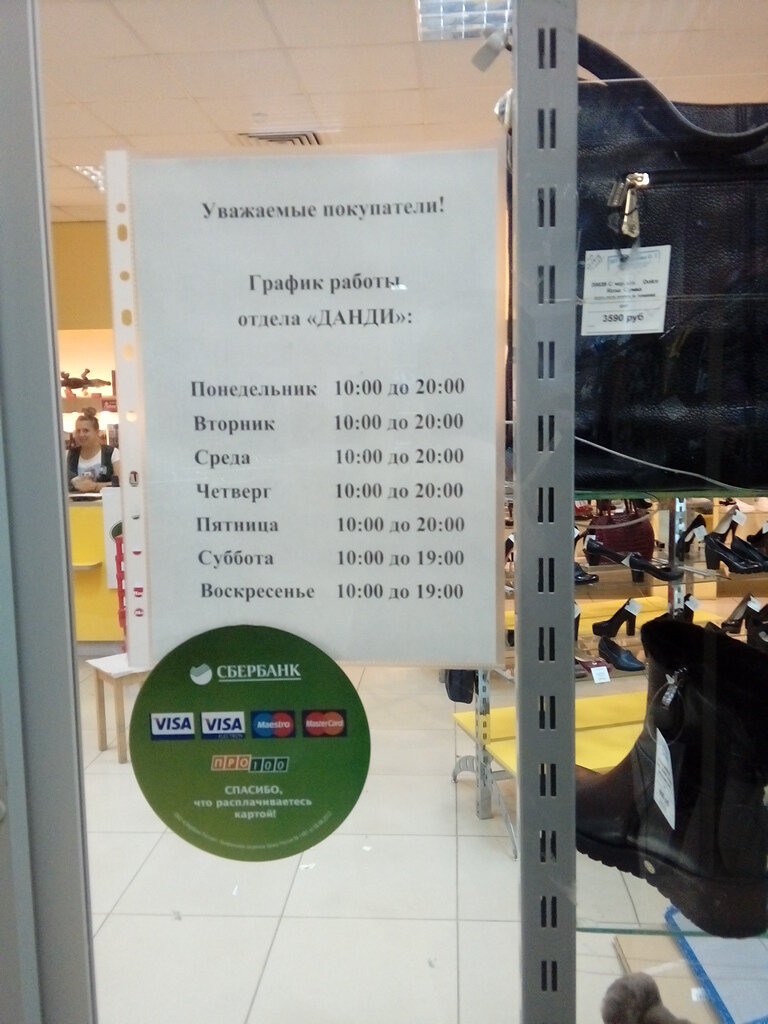 Уважаемые покупатели!
График работы
отдела «ДАНДИ»:
Понедельник 10:00 до 20:00
Вторник 10:00 до 20:00
Среда 10:00 до 20:00
Четверг 10:00 до 20:00
Пятница 10:00 до 20:00
Суббота 10:00 до 19:00
Воскресенье 10:00 до 19:00
СБЕРБАНК
VISA VISA Maestro MasterCard
ELECTRON
ПРО100
СПАСИБО,
что расплачиваетесь
картой!
3590 руб